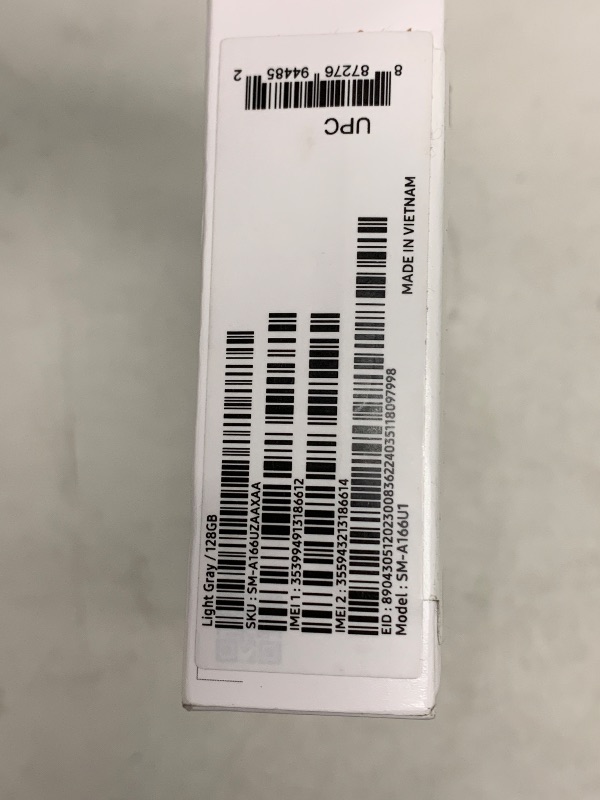 Light Gray / 128GB
SKU : SM-A166UZAAXAA
IMEI 1 : 353994913186612
IMEI 2 : 355943213186614
EID : 89043051202300836224035118097998
Model : SM-A166U1
MADE IN VIETNAM
UPC
8 87276 94485 2